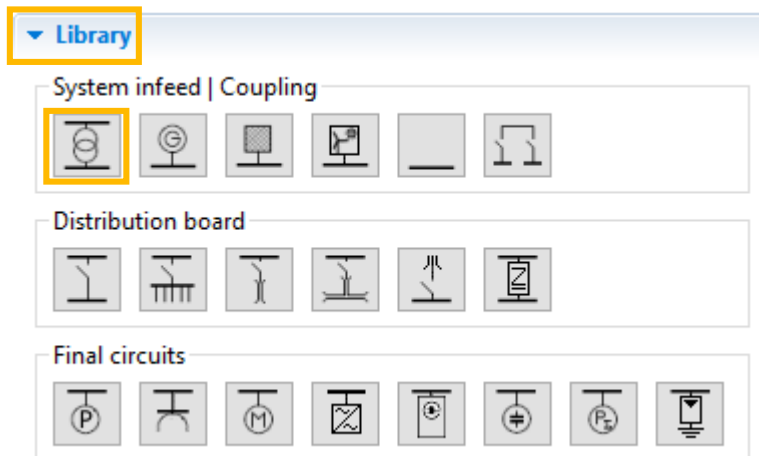 Library
System infeed | Coupling
G
Distribution board
Z
Final circuits
P M P